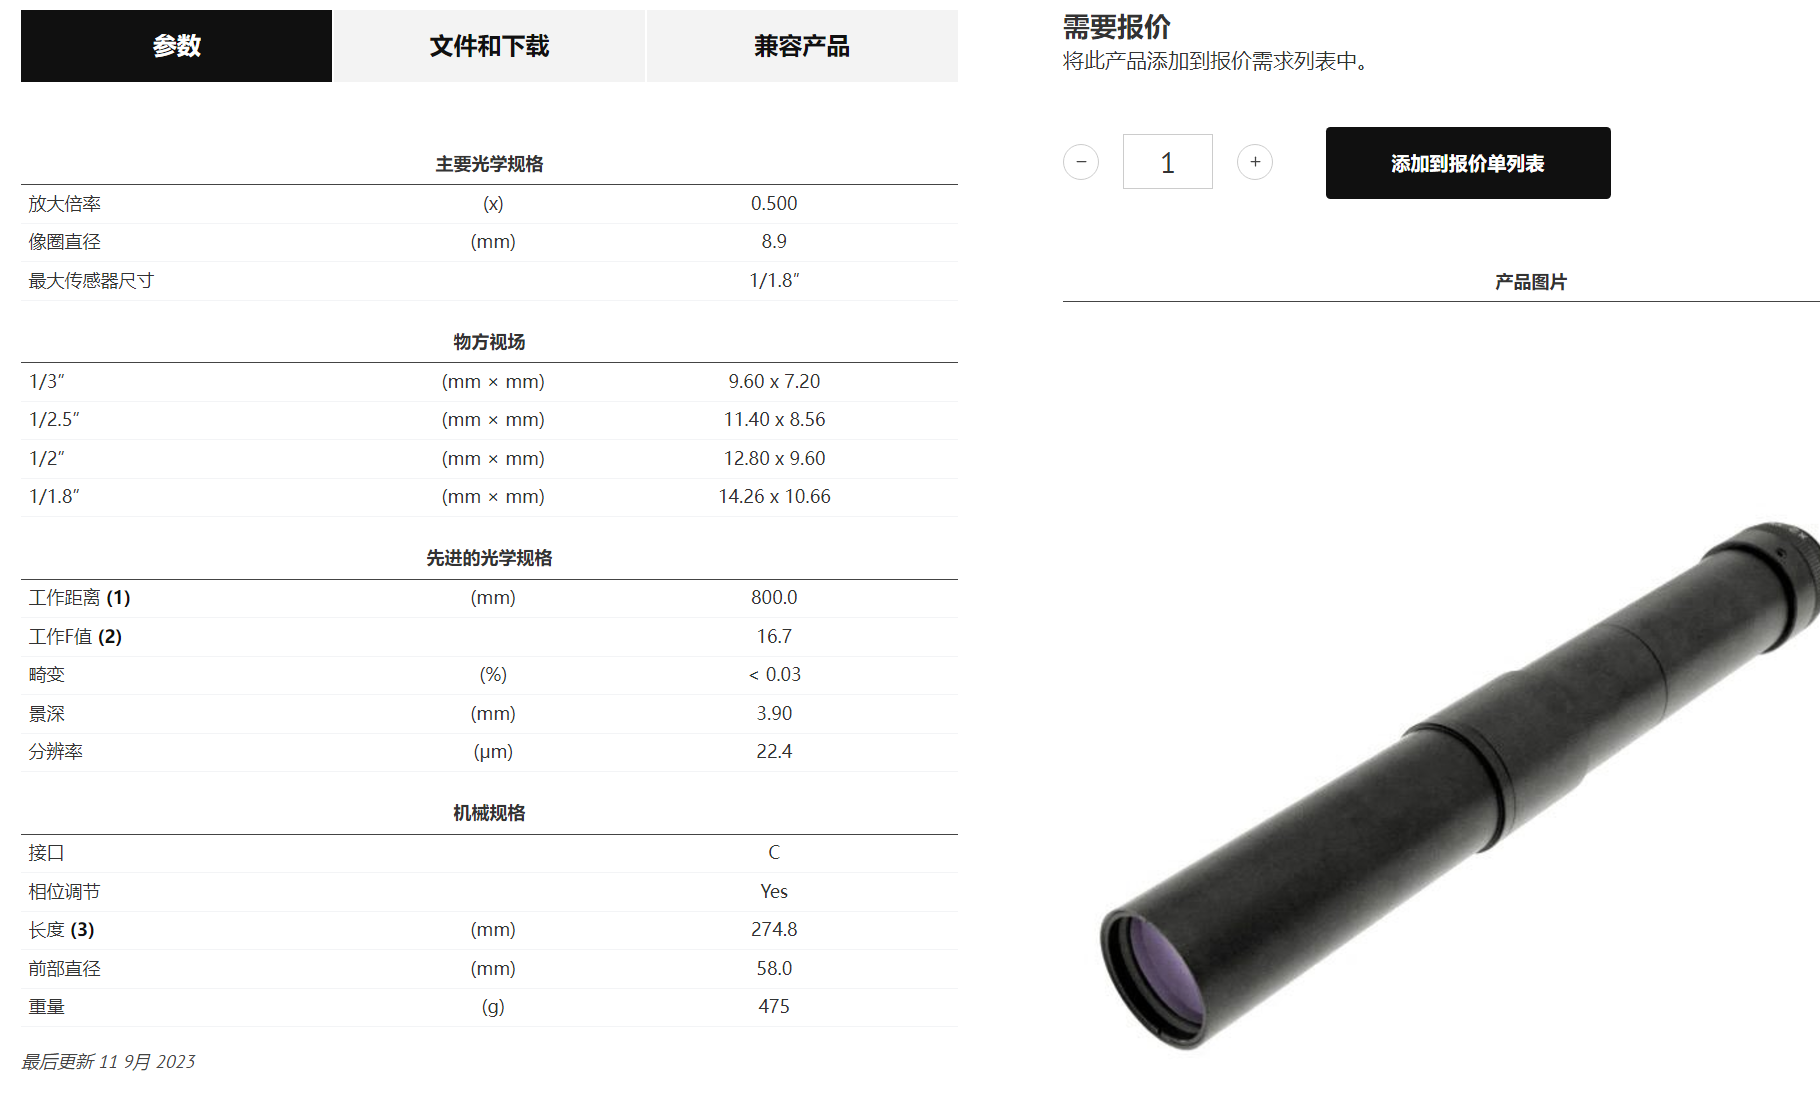 参数 文件和下载 兼容产品
主要光学规格
放大倍率 (x) 0.500
像圈直径 (mm) 8.9
最大传感器尺寸 1/1.8″
物方视场
1/3″ (mm × mm) 9.60 x 7.20
1/2.5″ (mm × mm) 11.40 x 8.56
1/2″ (mm × mm) 12.80 x 9.60
1/1.8″ (mm × mm) 14.26 x 10.66
先进的光学规格
工作距离 (1) (mm) 800.0
工作F值 (2) 16.7
畸变 (%) < 0.03
景深 (mm) 3.90
分辨率 (μm) 22.4
机械规格
接口 C
相位调节 Yes
长度 (3) (mm) 274.8
前部直径 (mm) 58.0
重量 (g) 475
最后更新 11 9月 2023
需要报价
将此产品添加到报价需求列表中。
− 1 + 添加到报价单列表
产品图片